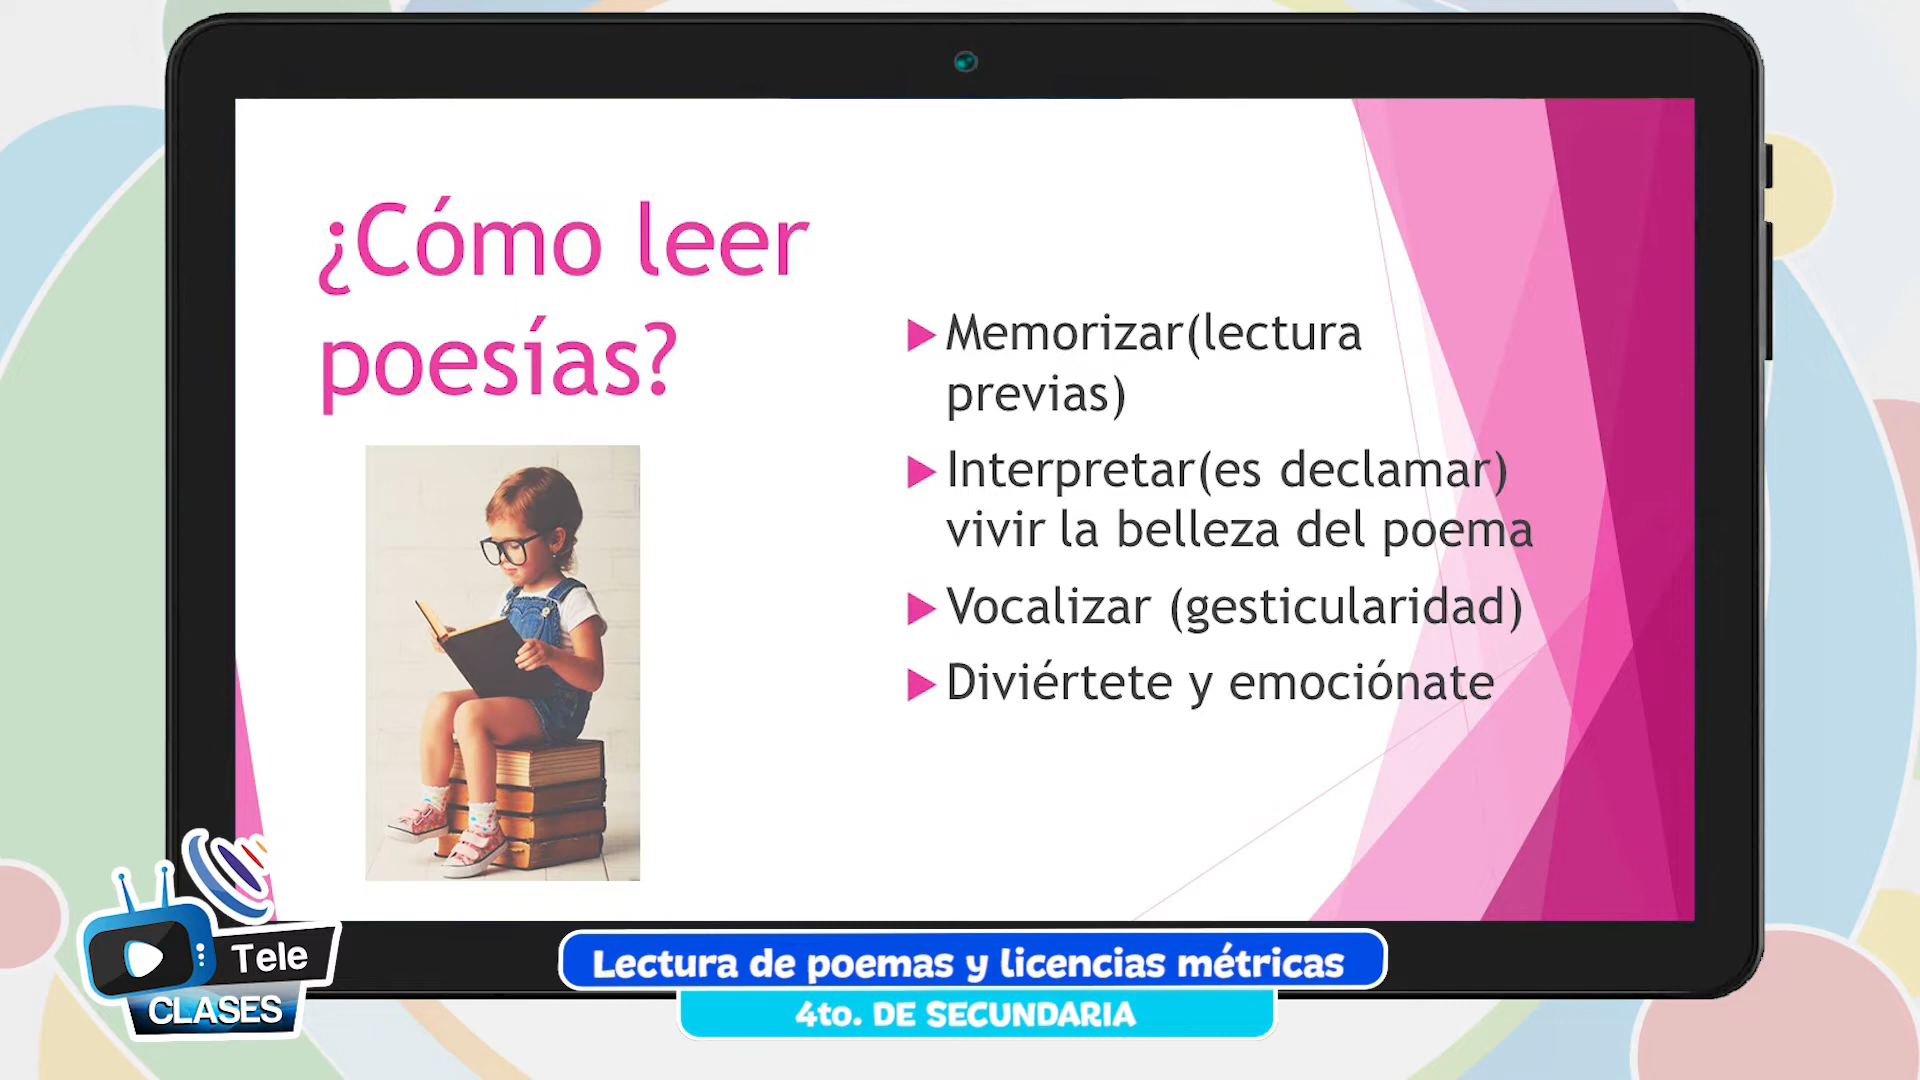 ¿Cómo leer
poesías?
Memorizar(lectura
previas)
Interpretar(es declamar)
vivir la belleza del poema
Vocalizar (gesticularidad)
Diviértete y emociónate
Tele
CLASES
Lectura de poemas y licencias métricas
4to. DE SECUNDARIA